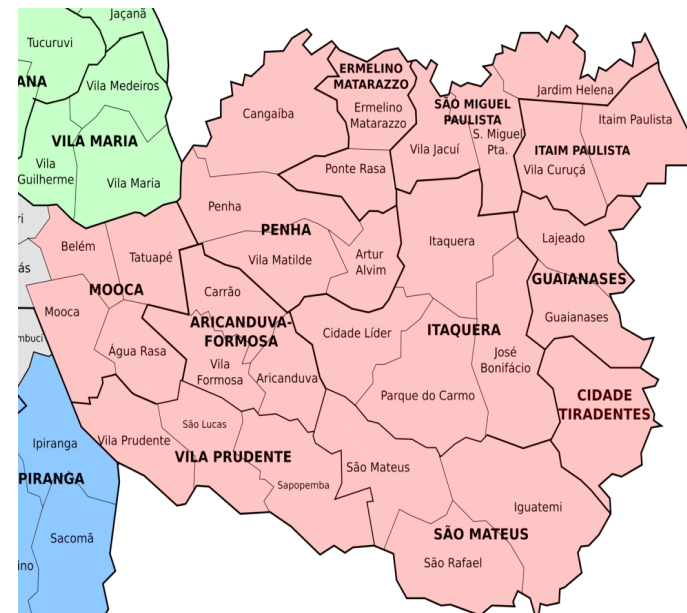 Jaçanã
Tucuruvi
ANA
Vila Medeiros
VILA MARIA
Vila
Guilherme
Vila Maria
ERMELINO
MATARAZZO
Ermelino
Matarazzo
Cangaíba
Ponte Rasa
SÃO MIGUEL
PAULISTA
S. Miguel
Pta.
Vila Jacuí
Jardim Helena
Itaim Paulista
ITAIM PAULISTA
Vila Curuçá
Penha
PENHA
Vila Matilde
Artur
Alvim
Itaquera
Lajeado
GUAIANASES
Guaianases
ri
ás
Belém
Tatuapé
MOOCA
Mooca
Água Rasa
mbuci
Carrão
ARICANDUVA-
FORMOSA
Vila
Formosa
Aricanduva
Cidade Líder
ITAQUERA
José
Bonifácio
Parque do Carmo
CIDADE
TIRADENTES
Ipiranga
PIRANGA
Sacomã
ino
Vila Prudente
São Lucas
VILA PRUDENTE
Sapopemba
São Mateus
Iguatemi
SÃO MATEUS
São Rafael